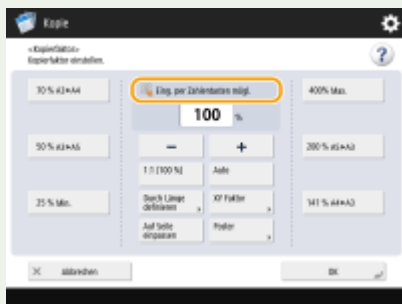 Kopie
<Kopierfaktor>
Kopierfaktor einstellen.
?
70 % A3➔A4
Eing. per Zahlentasten mögl.
400% Max.
100 %
50 % A3➔A5
−
+
200 % A5➔A3
1:1 (100 %)
Auto
25 % Min.
Durch Länge
definieren
XY Faktor
141 % A4➔A3
Auf Seite
einpassen
Poster
× Abbrechen
OK